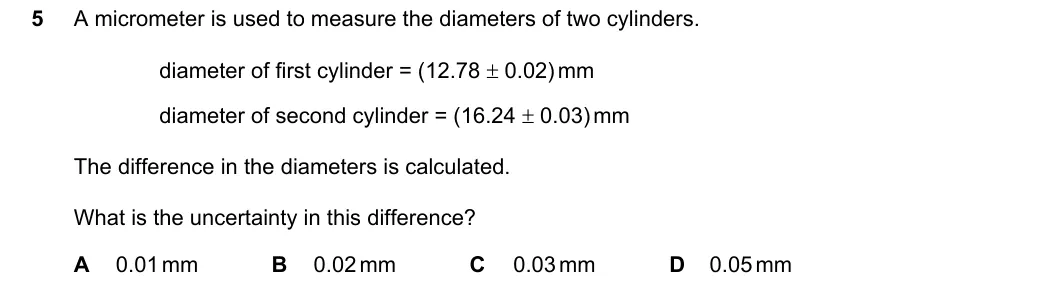 5 A micrometer is used to measure the diameters of two cylinders.
diameter of first cylinder = (12.78 ± 0.02) mm
diameter of second cylinder = (16.24 ± 0.03) mm
The difference in the diameters is calculated.
What is the uncertainty in this difference?
A 0.01 mm B 0.02 mm C 0.03 mm D 0.05 mm